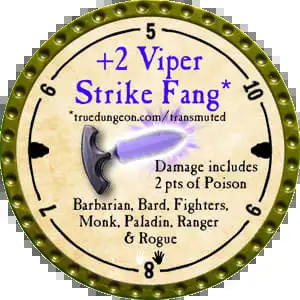 5
+2 Viper
Strike Fang*
*truedungeon.com/transmuted
6
10
Damage includes
2 pts of Poison
Barbarian, Bard, Fighters,
Monk, Paladin, Ranger
& Rogue
7
8
9